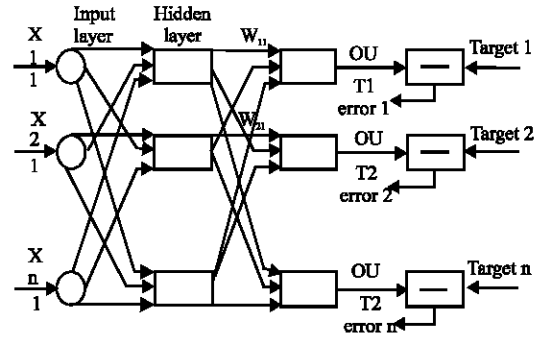 Input
layer
Hidden
layer
X
1
1
W11
OU
T1
error 1
Target 1
X
2
1
W21
OU
T2
error 2
Target 2
X
n
1
OU
T2
error n
Target n